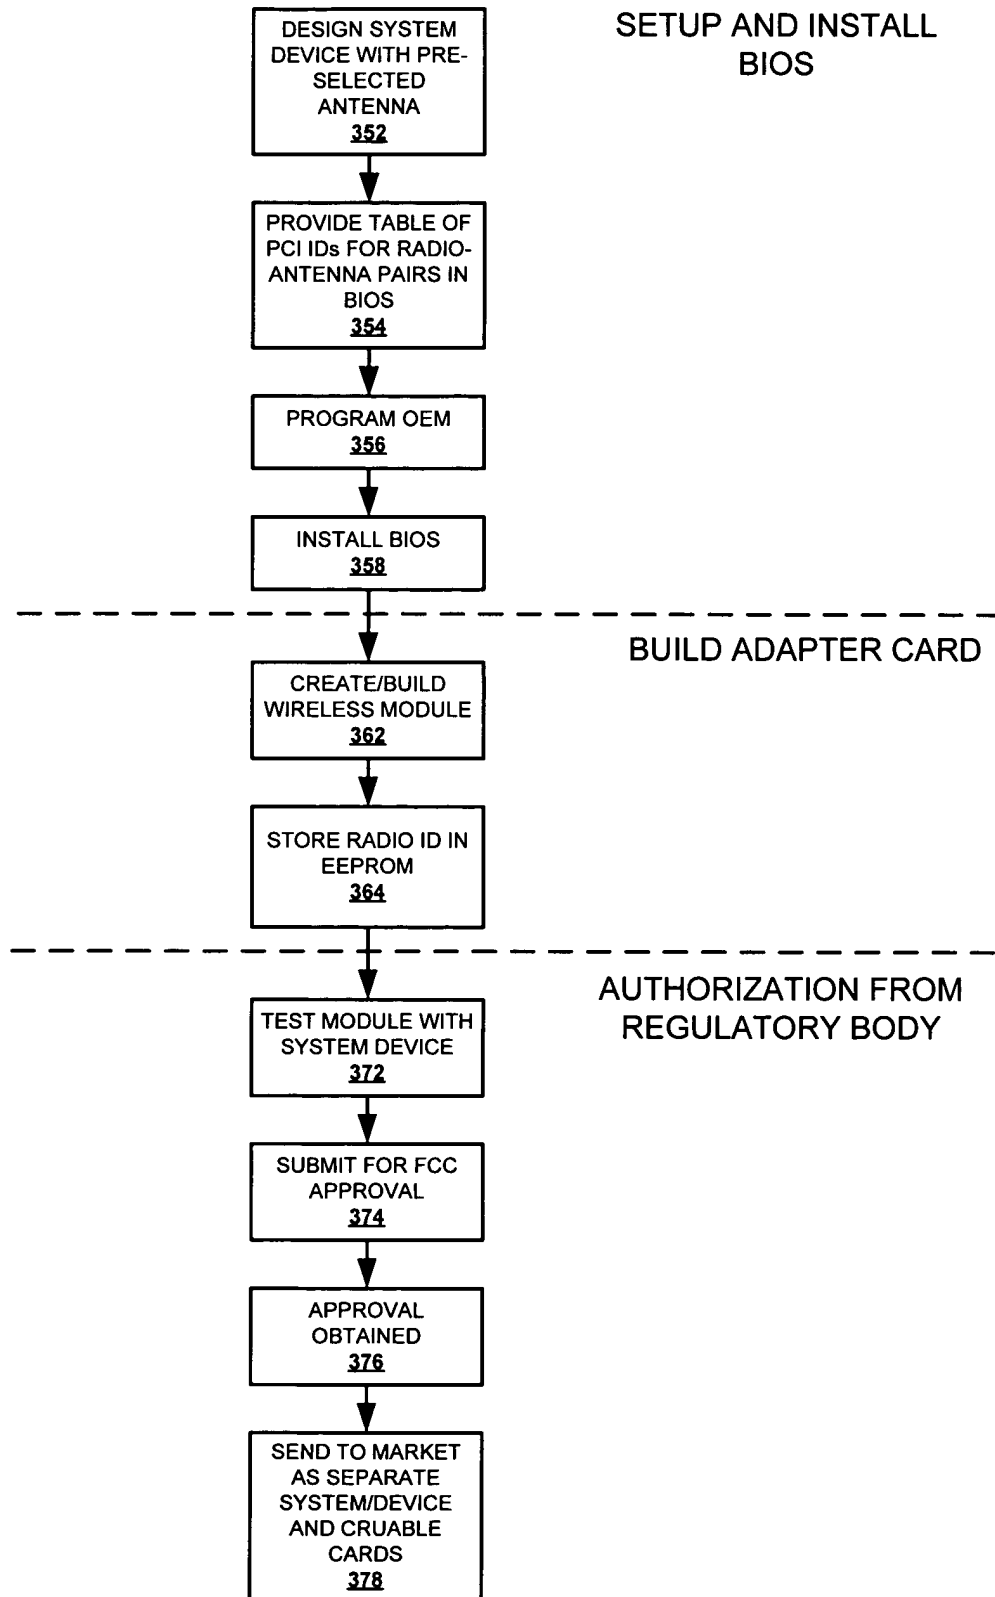 DESIGN SYSTEM
DEVICE WITH PRE-
SELECTED
ANTENNA
352
SETUP AND INSTALL
BIOS
PROVIDE TABLE OF
PCI IDs FOR RADIO-
ANTENNA PAIRS IN
BIOS
354
PROGRAM OEM
356
INSTALL BIOS
358
BUILD ADAPTER CARD
CREATE/BUILD
WIRELESS MODULE
362
STORE RADIO ID IN
EEPROM
364
AUTHORIZATION FROM
REGULATORY BODY
TEST MODULE WITH
SYSTEM DEVICE
372
SUBMIT FOR FCC
APPROVAL
374
APPROVAL
OBTAINED
376
SEND TO MARKET
AS SEPARATE
SYSTEM/DEVICE
AND CRUABLE
CARDS
378